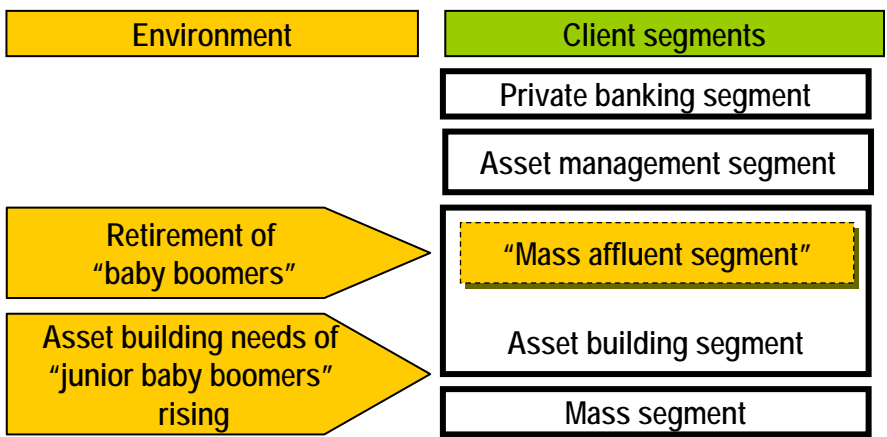 Environment
Client segments
Private banking segment
Asset management segment
Retirement of
“baby boomers”
“Mass affluent segment”
Asset building needs of
“junior baby boomers”
rising
Asset building segment
Mass segment